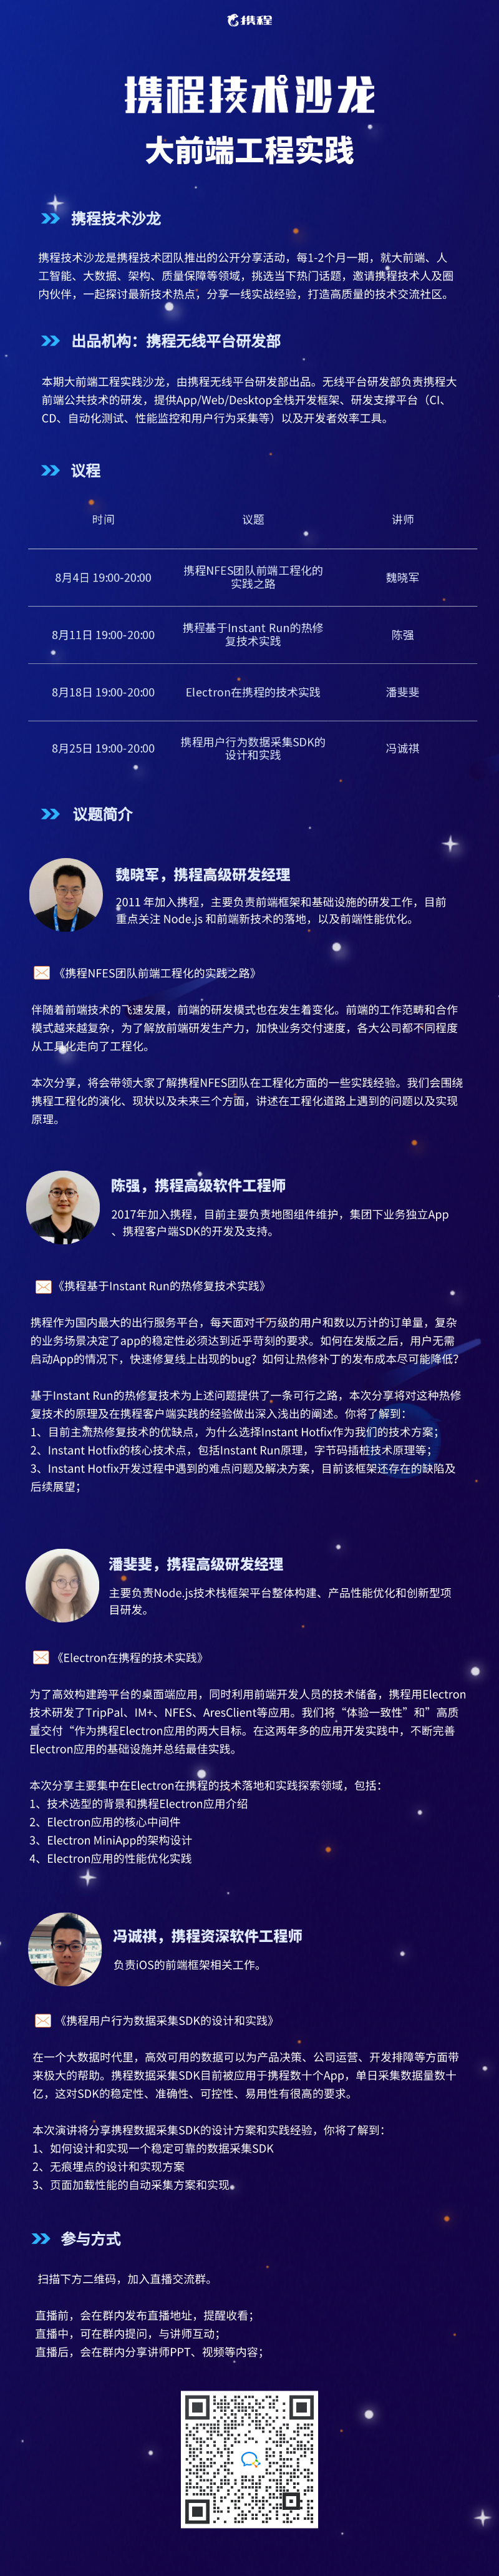 携程
携程技术沙龙
大前端工程实践
携程技术沙龙
携程技术沙龙是携程技术团队推出的公开分享活动，每1-2个月一期，就大前端、人
工智能、大数据、架构、质量保障等领域，挑选当下热门话题，邀请携程技术人及圈
内伙伴，一起探讨最新技术热点，分享一线实战经验，打造高质量的技术交流社区。
出品机构：携程无线平台研发部
本期大前端工程实践沙龙，由携程无线平台研发部出品。无线平台研发部负责携程大
前端公共技术的研发，提供App/Web/Desktop全栈开发框架、研发支撑平台（CI、
CD、自动化测试、性能监控和用户行为采集等）以及开发者效率工具。
议程
时间 议题 讲师
8月4日 19:00-20:00 携程NFES团队前端工程化的 魏晓军
实践之路
8月11日 19:00-20:00 携程基于Instant Run的热修 陈强
复技术实践
8月18日 19:00-20:00 Electron在携程的技术实践 潘斐斐
8月25日 19:00-20:00 携程用户行为数据采集SDK的 冯诚祺
设计和实践
议题简介
魏晓军，携程高级研发经理
2011 年加入携程，主要负责前端框架和基础设施的研发工作，目前
重点关注 Node.js 和前端新技术的落地，以及前端性能优化。
《携程NFES团队前端工程化的实践之路》
伴随着前端技术的飞速发展，前端的研发模式也在发生着变化。前端的工作范畴和合作
模式越来越复杂，为了解放前端研发生产力，加快业务交付速度，各大公司都不同程度
从工具化走向了工程化。
本次分享，将会带领大家了解携程NFES团队在工程化方面的一些实践经验。我们会围绕
携程工程化的演化、现状以及未来三个方面，讲述在工程化道路上遇到的问题以及实现
原理。
陈强，携程高级软件工程师
2017年加入携程，目前主要负责地图组件维护，集团下业务独立App
、携程客户端SDK的开发及支持。
《携程基于Instant Run的热修复技术实践》
携程作为国内最大的出行服务平台，每天面对千万级的用户和数以万计的订单量，复杂
的业务场景决定了app的稳定性必须达到近乎苛刻的要求。如何在发版之后，用户无需
启动App的情况下，快速修复线上出现的bug？如何让热修补丁的发布成本尽可能降低？
基于Instant Run的热修复技术为上述问题提供了一条可行之路，本次分享将对这种热修
复技术的原理及在携程客户端实践的经验做出深入浅出的阐述。你将了解到：
1、目前主流热修复技术的优缺点，为什么选择Instant Hotfix作为我们的技术方案；
2、Instant Hotfix的核心技术点，包括Instant Run原理，字节码插桩技术原理等；
3、Instant Hotfix开发过程中遇到的难点问题及解决方案，目前该框架还存在的缺陷及
后续展望；
潘斐斐，携程高级研发经理
主要负责Node.js技术栈框架平台整体构建、产品性能优化和创新型项
目研发。
《Electron在携程的技术实践》
为了高效构建跨平台的桌面端应用，同时利用前端开发人员的技术储备，携程用Electron
技术研发了TripPal、IM+、NFES、AresClient等应用。我们将“体验一致性”和”高质
量交付“作为携程Electron应用的两大目标。在这两年多的应用开发实践中，不断完善
Electron应用的基础设施并总结最佳实践。
本次分享主要集中在Electron在携程的技术落地和实践探索领域，包括：
1、技术选型的背景和携程Electron应用介绍
2、Electron应用的核心中间件
3、Electron MiniApp的架构设计
4、Electron应用的性能优化实践
冯诚祺，携程资深软件工程师
负责iOS的前端框架相关工作。
《携程用户行为数据采集SDK的设计和实践》
在一个大数据时代里，高效可用的数据可以为产品决策、公司运营、开发排障等方面带
来极大的帮助。携程数据采集SDK目前被应用于携程数十个App，单日采集数据量数十
亿，这对SDK的稳定性、准确性、可控性、易用性有很高的要求。
本次演讲将分享携程数据采集SDK的设计方案和实践经验，你将了解到：
1、如何设计和实现一个稳定可靠的数据采集SDK
2、无痕埋点的设计和实现方案
3、页面加载性能的自动采集方案和实现。
参与方式
扫描下方二维码，加入直播交流群。
直播前，会在群内发布直播地址，提醒收看；
直播中，可在群内提问，与讲师互动；
直播后，会在群内分享讲师PPT、视频等内容；